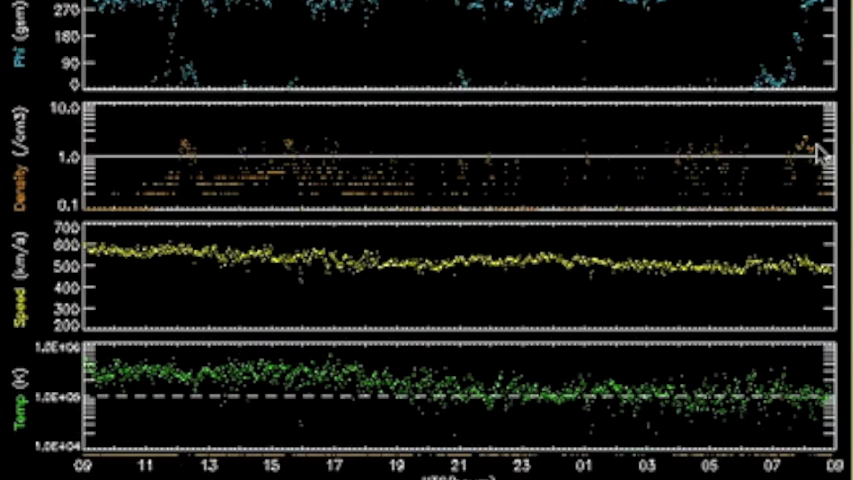 270
180
90
0
Phi (gsm)
10.0
1.0
0.1
Density (/cm3)
700
600
500
400
300
200
Speed (km/s)
1.0E+06
1.0E+05
1.0E+04
Temp (K)
09 11 13 15 17 19 21 23 01 03 05 07 09